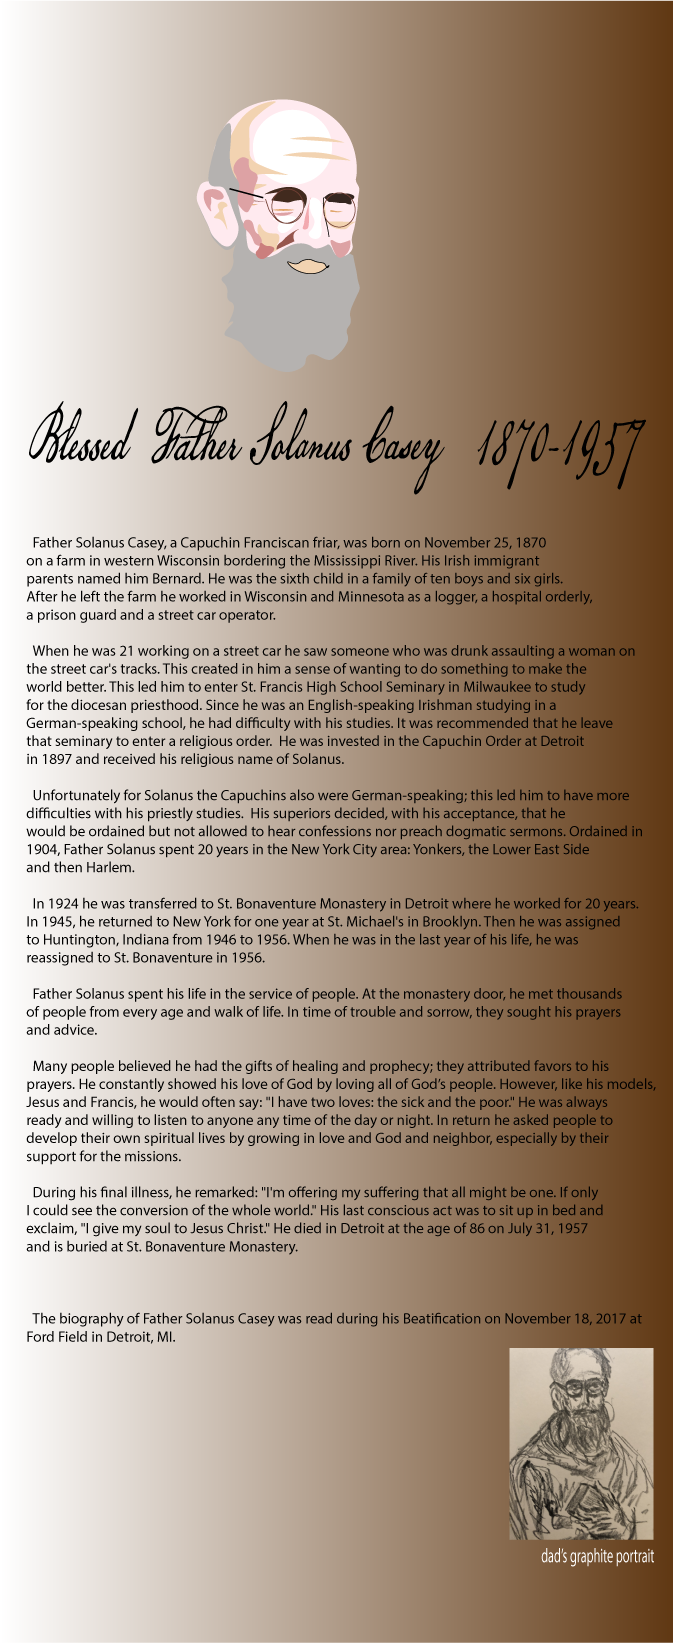 Blessed Father Solanus Casey 1870-1957
Father Solanus Casey, a Capuchin Franciscan friar, was born on November 25, 1870
on a farm in western Wisconsin bordering the Mississippi River. His Irish immigrant
parents named him Bernard. He was the sixth child in a family of ten boys and six girls.
After he left the farm he worked in Wisconsin and Minnesota as a logger, a hospital orderly,
a prison guard and a street car operator.
When he was 21 working on a street car he saw someone who was drunk assaulting a woman on
the street car's tracks. This created in him a sense of wanting to do something to make the
world better. This led him to enter St. Francis High School Seminary in Milwaukee to study
for the diocesan priesthood. Since he was an English-speaking Irishman studying in a
German-speaking school, he had difficulty with his studies. It was recommended that he leave
that seminary to enter a religious order.  He was invested in the Capuchin Order at Detroit
in 1897 and received his religious name of Solanus.
Unfortunately for Solanus the Capuchins also were German-speaking; this led him to have more
difficulties with his priestly studies.  His superiors decided, with his acceptance, that he
would be ordained but not allowed to hear confessions nor preach dogmatic sermons. Ordained in
1904, Father Solanus spent 20 years in the New York City area: Yonkers, the Lower East Side
and then Harlem.
In 1924 he was transferred to St. Bonaventure Monastery in Detroit where he worked for 20 years.
In 1945, he returned to New York for one year at St. Michael's in Brooklyn. Then he was assigned
to Huntington, Indiana from 1946 to 1956. When he was in the last year of his life, he was
reassigned to St. Bonaventure in 1956.
Father Solanus spent his life in the service of people. At the monastery door, he met thousands
of people from every age and walk of life. In time of trouble and sorrow, they sought his prayers
and advice.
Many people believed he had the gifts of healing and prophecy; they attributed favors to his
prayers. He constantly showed his love of God by loving all of God’s people. However, like his models,
Jesus and Francis, he would often say: "I have two loves: the sick and the poor." He was always
ready and willing to listen to anyone any time of the day or night. In return he asked people to
develop their own spiritual lives by growing in love and God and neighbor, especially by their
support for the missions.
During his final illness, he remarked: "I'm offering my suffering that all might be one. If only
I could see the conversion of the whole world." His last conscious act was to sit up in bed and
exclaim, "I give my soul to Jesus Christ." He died in Detroit at the age of 86 on July 31, 1957
and is buried at St. Bonaventure Monastery.
The biography of Father Solanus Casey was read during his Beatification on November 18, 2017 at
Ford Field in Detroit, MI.
dad's graphite portrait